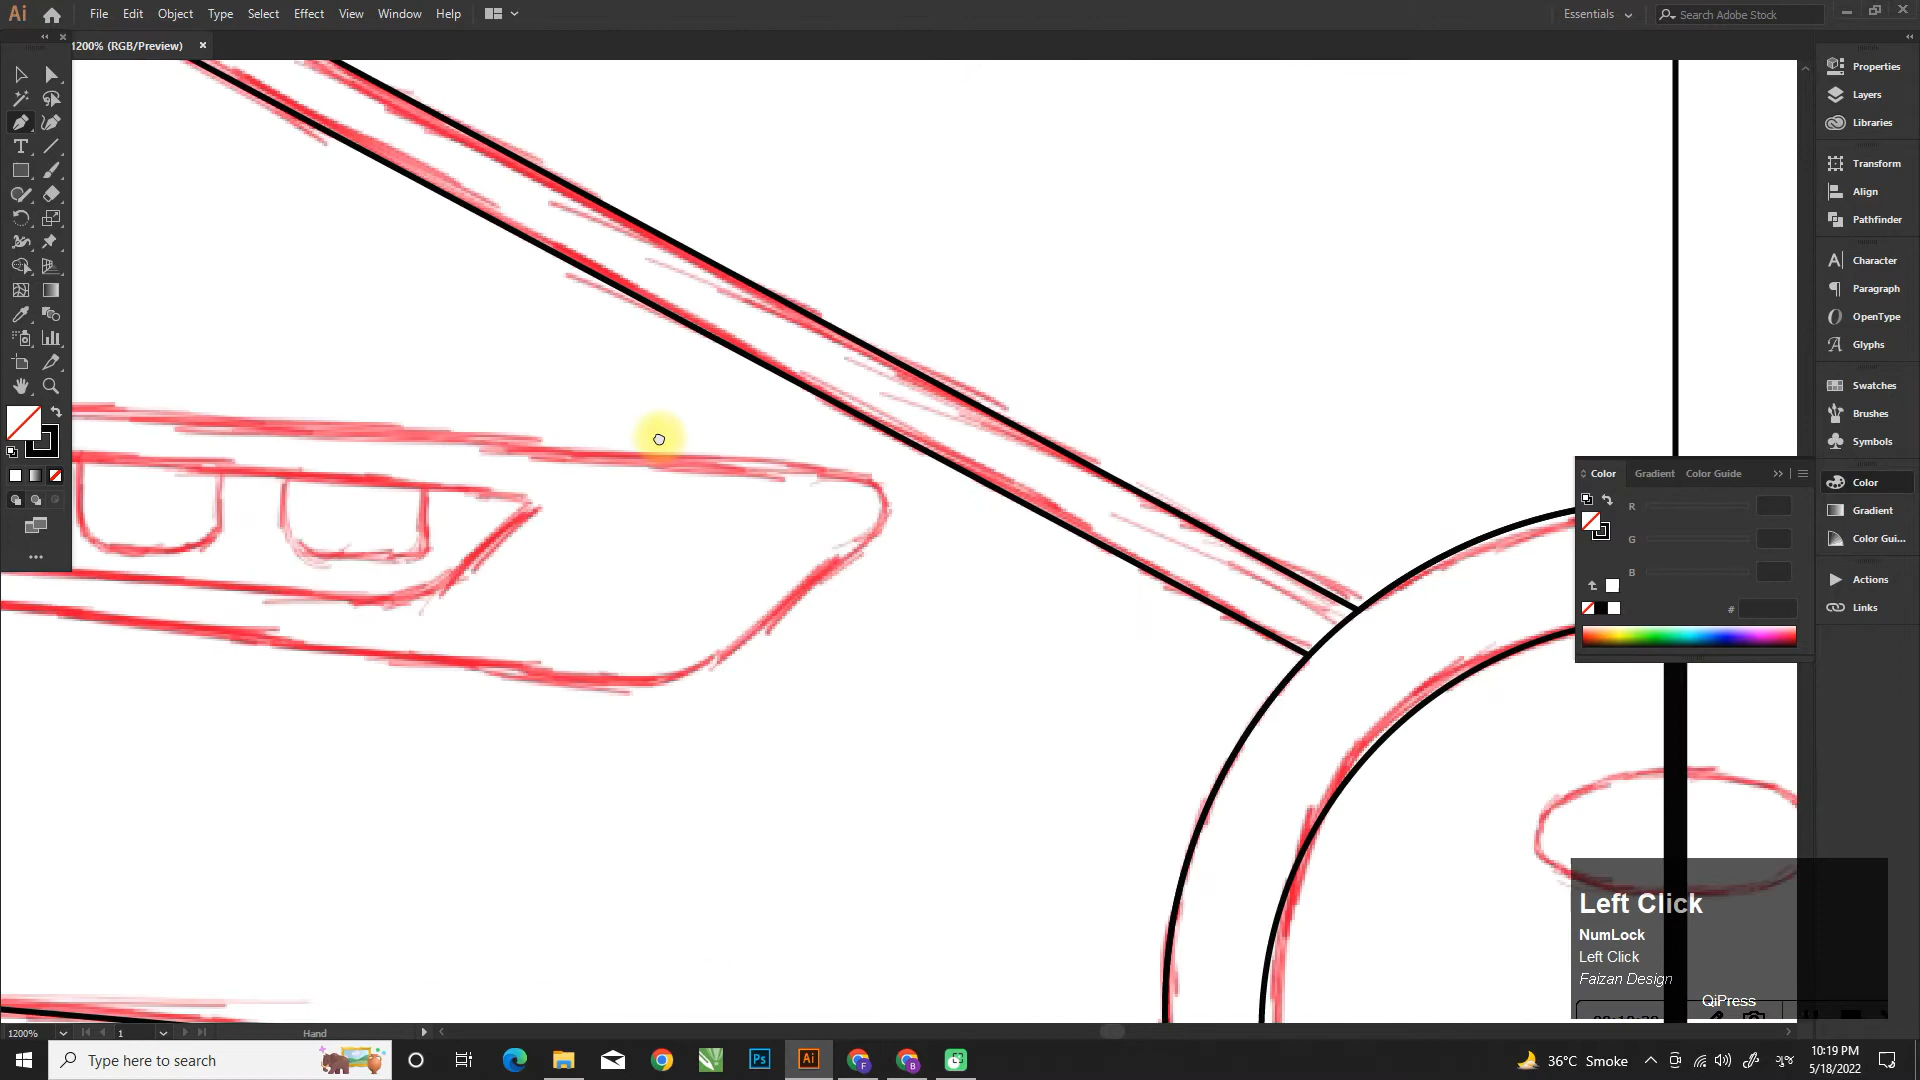 Ai File Edit Object Type Select Effect View Window Help Essentials Search Adobe Stock
1200% (RGB/Preview) ×
Properties
Layers
Libraries
Transform
Align
Pathfinder
Character
Paragraph
OpenType
Glyphs
Swatches
Brushes
Symbols
Color Gradient Color Guide
R
G
B
#
Color
Gradient
Color Gui...
Actions
Links
Left Click
NumLock
Left Click
Faizan Design
QiPress
1200% 1 Hand
Type here to search Ps Ai F B 36°C Smoke 10:19 PM
5/18/2022